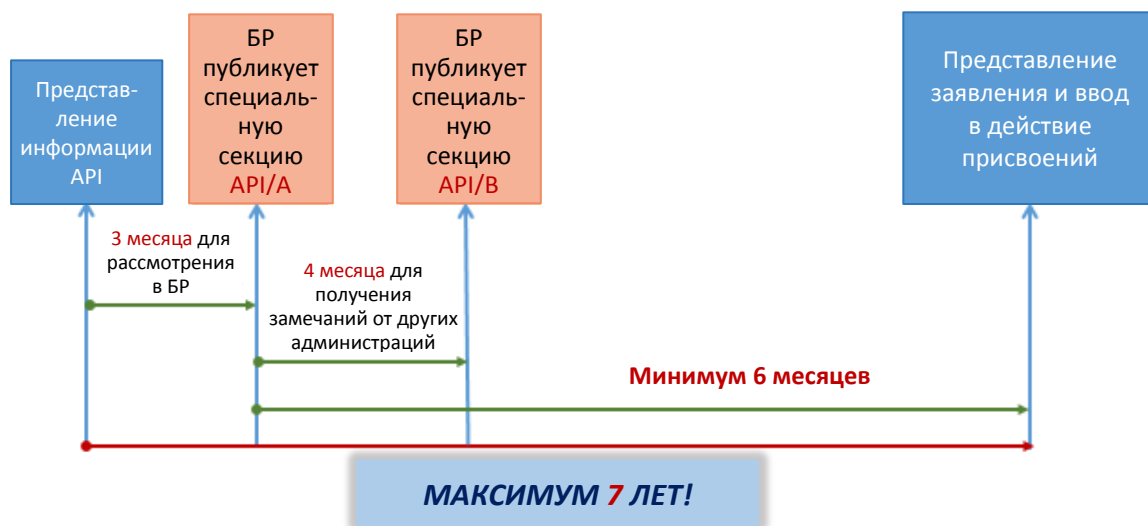 Представ-
ление
информации
API
БР
публикует
специаль-
ную
секцию
API/A
БР
публикует
специаль-
ную
секцию
API/B
Представление
заявления и ввод
в действие
присвоений
3 месяца для
рассмотрения
в БР
4 месяца для
получения
замечаний от других
администраций
Минимум 6 месяцев
МАКСИМУМ 7 ЛЕТ!